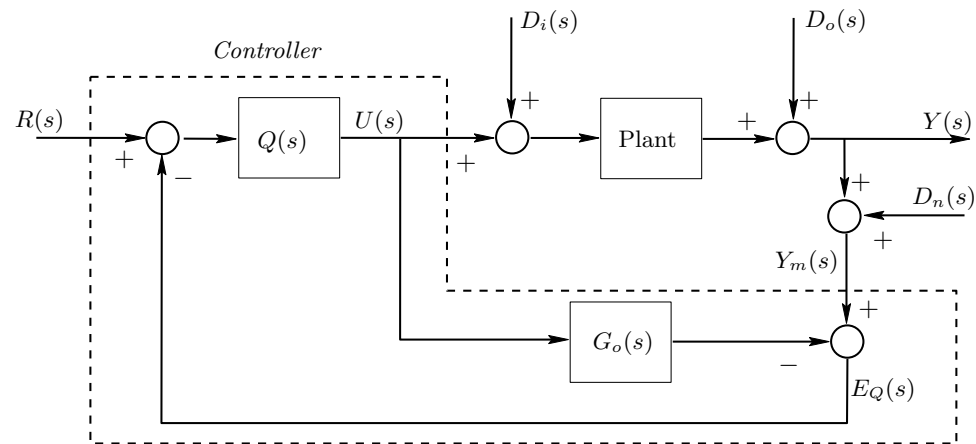 D_i(s)
D_o(s)
Controller
R(s)
+
−
Q(s)
U(s)
+
+
Plant
+
+
Y(s)
+
D_n(s)
+
Y_m(s)
+
G_o(s)
−
E_Q(s)